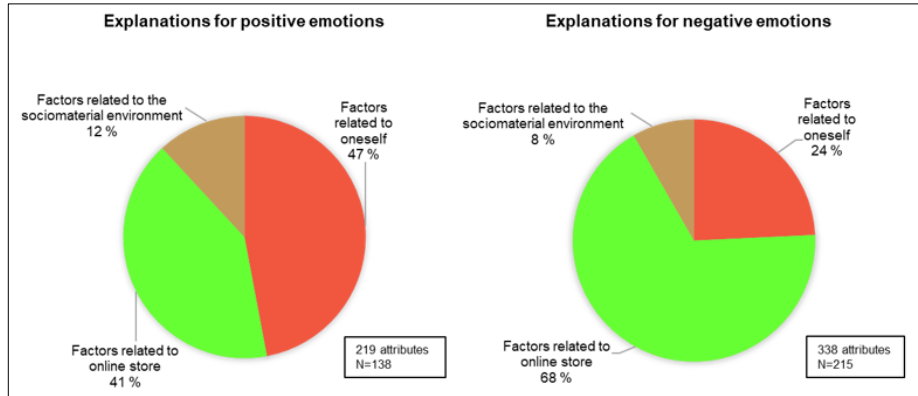 Explanations for positive emotions
Factors related to the
sociomaterial environment
12 %
Factors
related to
oneself
47 %
Factors related to
online store
41 %
219 attributes
N=138
Explanations for negative emotions
Factors related to the
sociomaterial environment
8 %
Factors
related to
oneself
24 %
Factors related to
online store
68 %
338 attributes
N=215